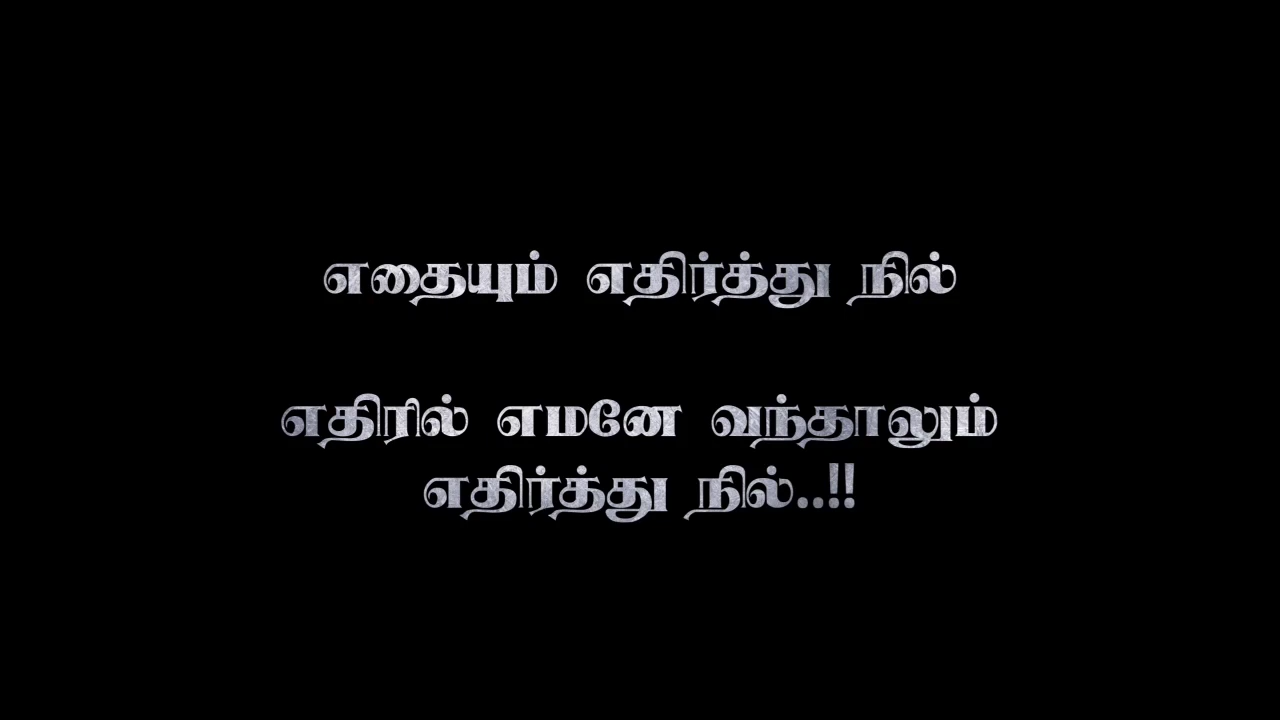 எதையும் எதிர்த்து நில்
எதிரில் எமனே வந்தாலும்
எதிர்த்து நில்..!!